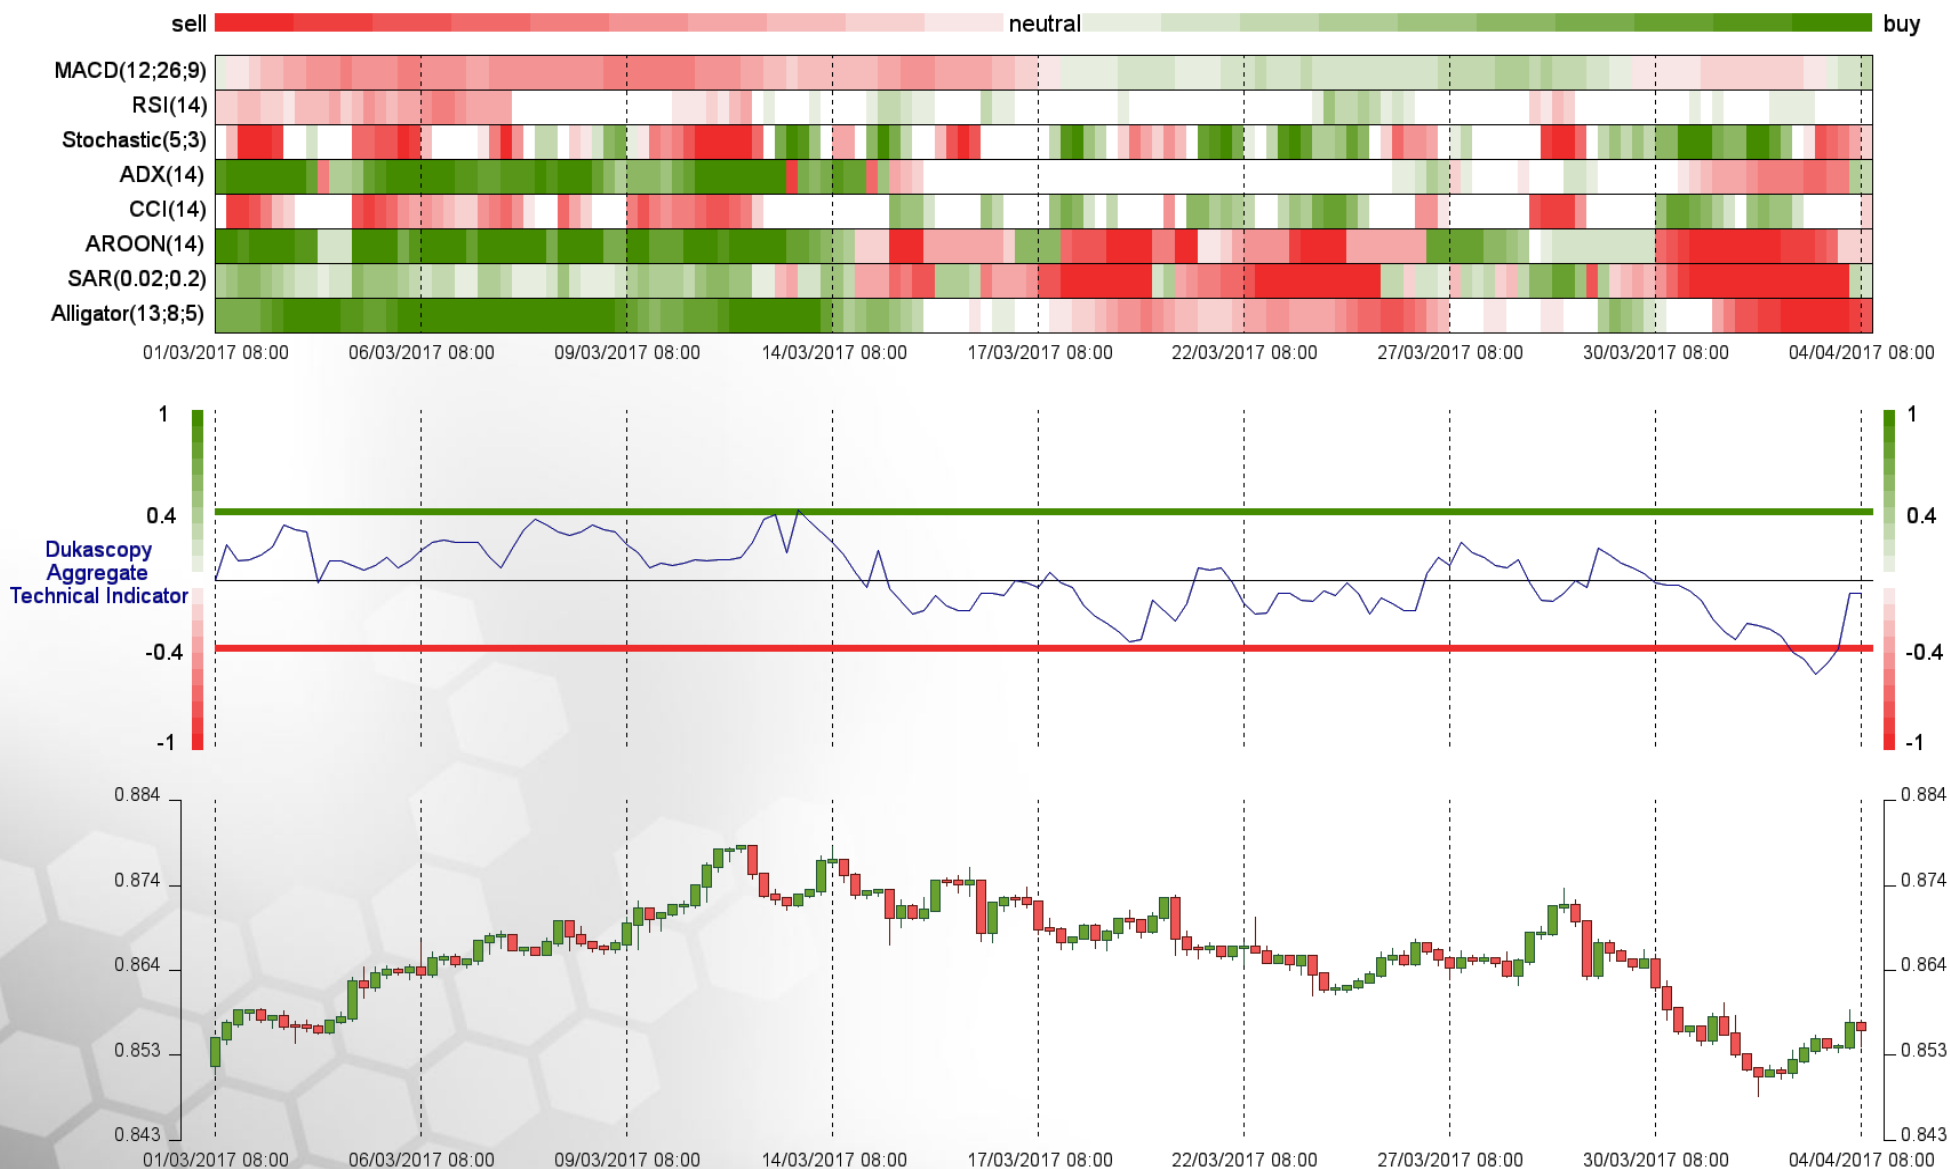 sell neutral buy
MACD(12;26;9)
RSI(14)
Stochastic(5;3)
ADX(14)
CCI(14)
AROON(14)
SAR(0.02;0.2)
Alligator(13;8;5)
01/03/2017 08:00 06/03/2017 08:00 09/03/2017 08:00 14/03/2017 08:00 17/03/2017 08:00 22/03/2017 08:00 27/03/2017 08:00 30/03/2017 08:00 04/04/2017 08:00
1 1
0.4 0.4
Dukascopy
Aggregate
Technical Indicator
-0.4 -0.4
-1 -1
0.884 0.884
0.874 0.874
0.864 0.864
0.853 0.853
0.843 0.843
01/03/2017 08:00 06/03/2017 08:00 09/03/2017 08:00 14/03/2017 08:00 17/03/2017 08:00 22/03/2017 08:00 27/03/2017 08:00 30/03/2017 08:00 04/04/2017 08:00